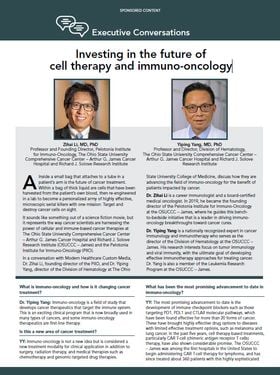 SPONSORED CONTENT
Executive Conversations
Investing in the future of
cell therapy and immuno-oncology
Zihai Li, MD, PhD
Professor and Founding Director, Pelotonia Institute
for Immuno-Oncology, The Ohio State University
Comprehensive Cancer Center – Arthur G. James Cancer
Hospital and Richard J. Solove Research Institute
Yiping Yang, MD, PhD
Professor and Director, Division of Hematology,
The Ohio State University Comprehensive Cancer Center –
Arthur G. James Cancer Hospital and Richard J. Solove
Research Institute
A inside a small bag that attaches to a tube in a
patient's arm is the future of cancer treatment.
Within a bag of thick liquid are cells that have been
harvested from the patient's own blood, then re-engineered
in a lab to become a personalized army of highly effective,
microscopic serial killers with one mission: Target and
destroy cancer cells on sight.
It sounds like something out of a science fiction movie, but
it represents the way cancer scientists are harnessing the
power of cellular and immune-based cancer therapies at
The Ohio State University Comprehensive Cancer Center
– Arthur G. James Cancer Hospital and Richard J. Solove
Research Institute (OSUCCC – James) and the Pelotonia
Institute for Immuno-Oncology (PIIO).
In a conversation with Modern Healthcare Custom Media,
Dr. Zihai Li, founding director of the PIIO, and Dr. Yiping
Yang, director of the Division of Hematology at The Ohio
State University College of Medicine, discuss how they are
advancing the field of immuno-oncology for the benefit of
patients impacted by cancer.
Dr. Zihai Li is a cancer immunologist and a board-certified
medical oncologist. In 2019, he became the founding
director of the Pelotonia Institute for Immuno-Oncology
at the OSUCCC – James, where he guides this bench-
to-bedside initiative that is a leader in driving immuno-
oncology breakthroughs toward cancer cures.
Dr. Yiping Yang is a nationally recognized expert in cancer
immunology and immunotherapy who serves as the
director of the Division of Hematology at the OSUCCC –
James. His research interests focus on tumor immunology
and viral immunity, with the ultimate goal of developing
effective immunotherapy approaches for treating cancer.
Dr. Yang is also a member of the Leukemia Research
Program at the OSUCCC – James.
What is immuno-oncology and how is it changing cancer
treatment?
Dr. Yiping Yang: Immuno-oncology is a field of study that
develops cancer therapeutics that target the immune system.
This is an exciting clinical program that is now broadly used in
many types of cancers, and some immuno-oncology
therapeutics are first-line therapy.
Is this a new area of cancer treatment?
YY: Immuno-oncology is not a new idea but is considered a
new treatment modality for clinical application in addition to
surgery, radiation therapy, and medical therapies such as
chemotherapy and genomic-targeted drug therapies.
What has been the most promising advancement to date in
immuno-oncology?
YY: The most promising advancement to date is the
development of immune checkpoint blockers such as those
targeting PD1, PDL1 and CTLA4 molecular pathways, which
have been found effective for more than 20 forms of cancer.
These have brought highly effective drug options to diseases
with limited effective treatment options, such as melanoma and
lung cancer. In the past five years, cell therapy-based treatments,
particularly CAR T-cell (chimeric antigen receptor T cells)
therapy, have also shown considerable promise. The OSUCCC
– James was among the first hospitals in the United States to
begin administering CAR T-cell therapy for lymphoma, and has
since treated about 360 patients with this highly sophisticated